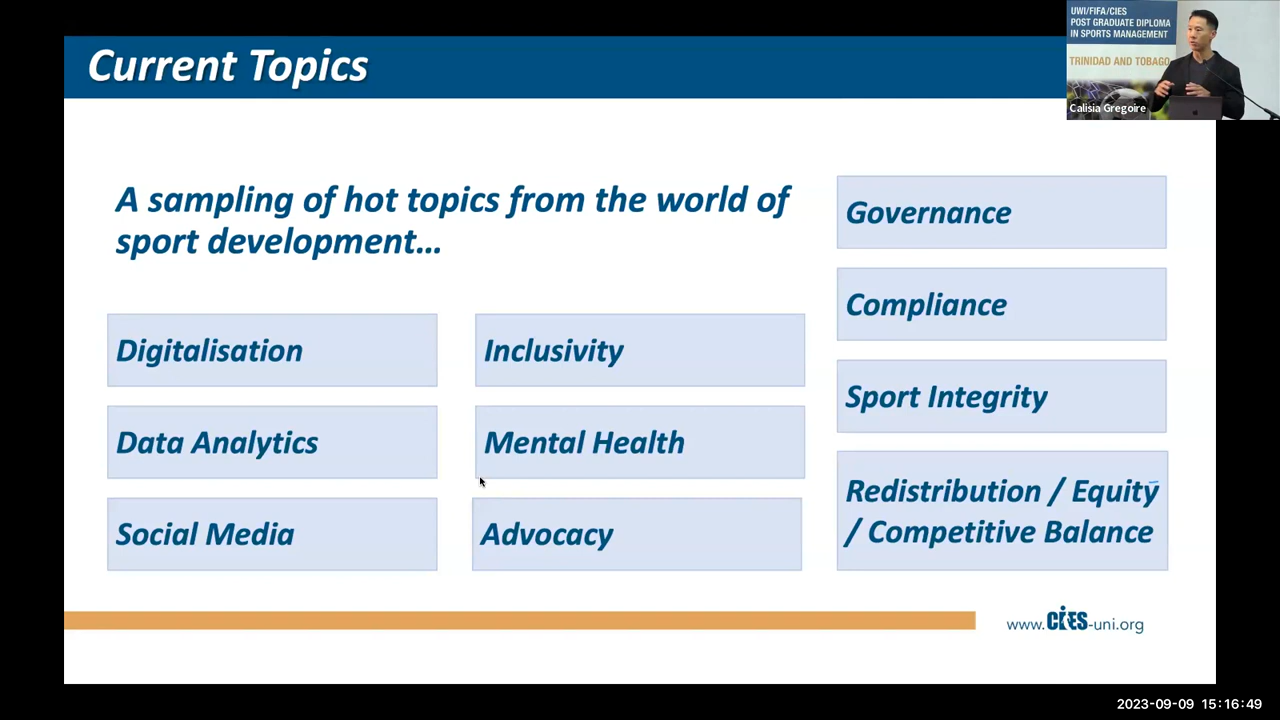 Current Topics
UWI/FIFA/CIES
POST GRADUATE DIPLOMA
IN SPORTS MANAGEMENT
TRINIDAD AND TOBAGO
Calisia Gregoire
A sampling of hot topics from the world of
sport development...
Digitalisation
Data Analytics
Social Media
Inclusivity
Mental Health
Advocacy
Governance
Compliance
Sport Integrity
Redistribution / Equity
/ Competitive Balance
www.CIES-uni.org
2023-09-09 15:16:49